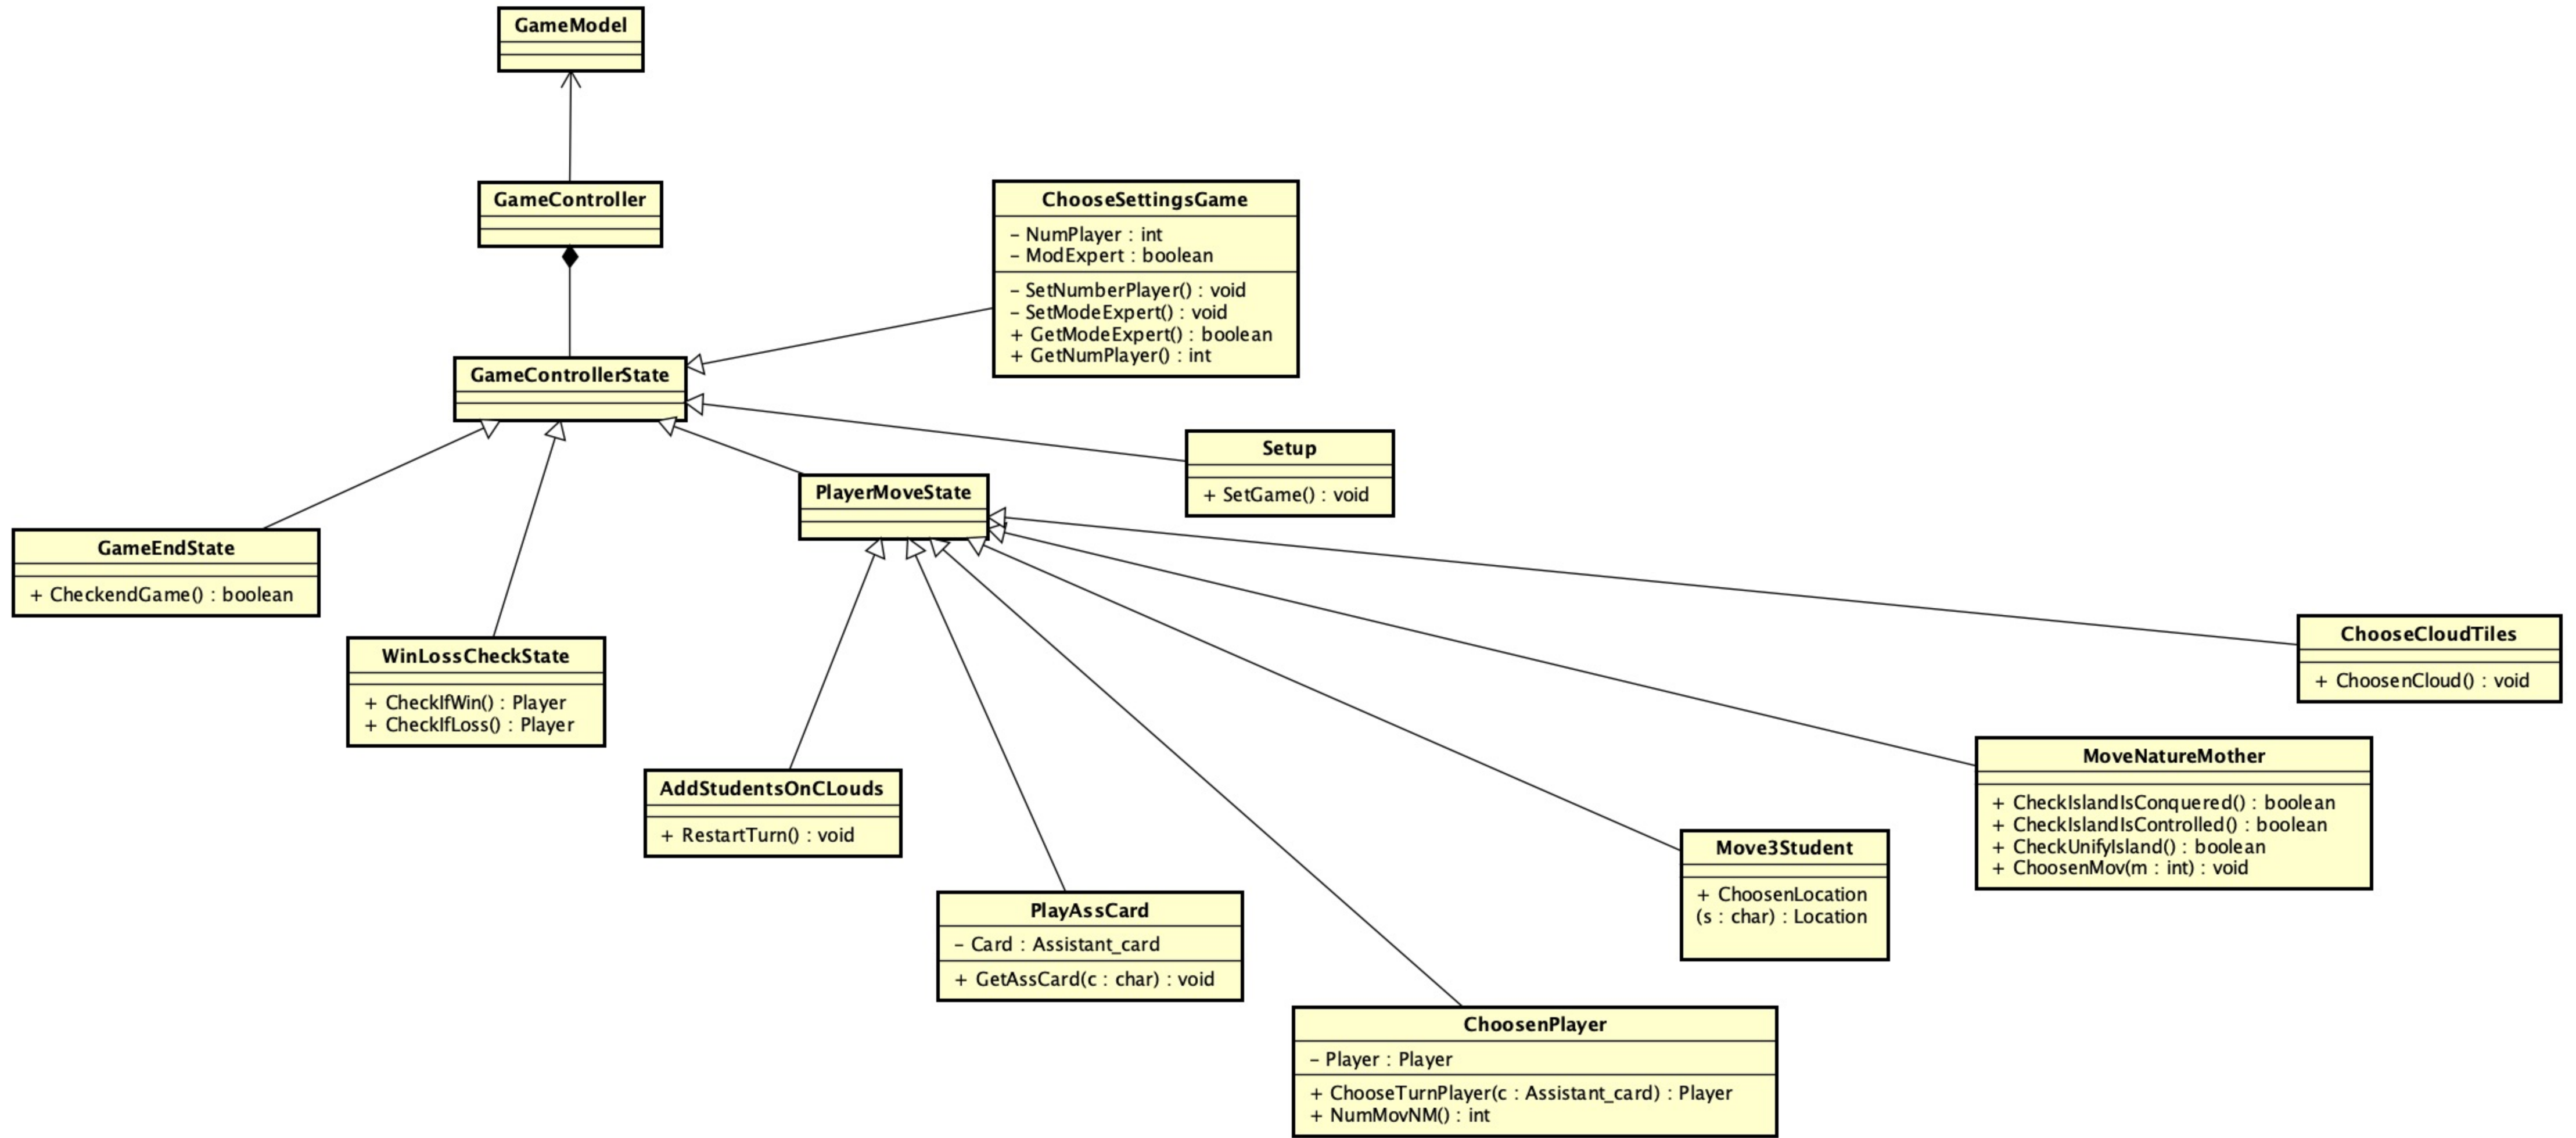 GameModel
GameController
ChooseSettingsGame
– NumPlayer : int
– ModExpert : boolean
– SetNumberPlayer() : void
– SetModeExpert() : void
+ GetModeExpert() : boolean
+ GetNumPlayer() : int
GameControllerState
Setup
+ SetGame() : void
PlayerMoveState
GameEndState
+ CheckendGame() : boolean
WinLossCheckState
+ CheckIfWin() : Player
+ CheckIfLoss() : Player
ChooseCloudTiles
+ ChoosenCloud() : void
MoveNatureMother
+ CheckIslandIsConquered() : boolean
+ CheckIslandIsControlled() : boolean
+ CheckUnifyIsland() : boolean
+ ChoosenMov(m : int) : void
AddStudentsOnCLouds
+ RestartTurn() : void
Move3Student
+ ChoosenLocation
(s : char) : Location
PlayAssCard
– Card : Assistant_card
+ GetAssCard(c : char) : void
ChoosenPlayer
– Player : Player
+ ChooseTurnPlayer(c : Assistant_card) : Player
+ NumMovNM() : int